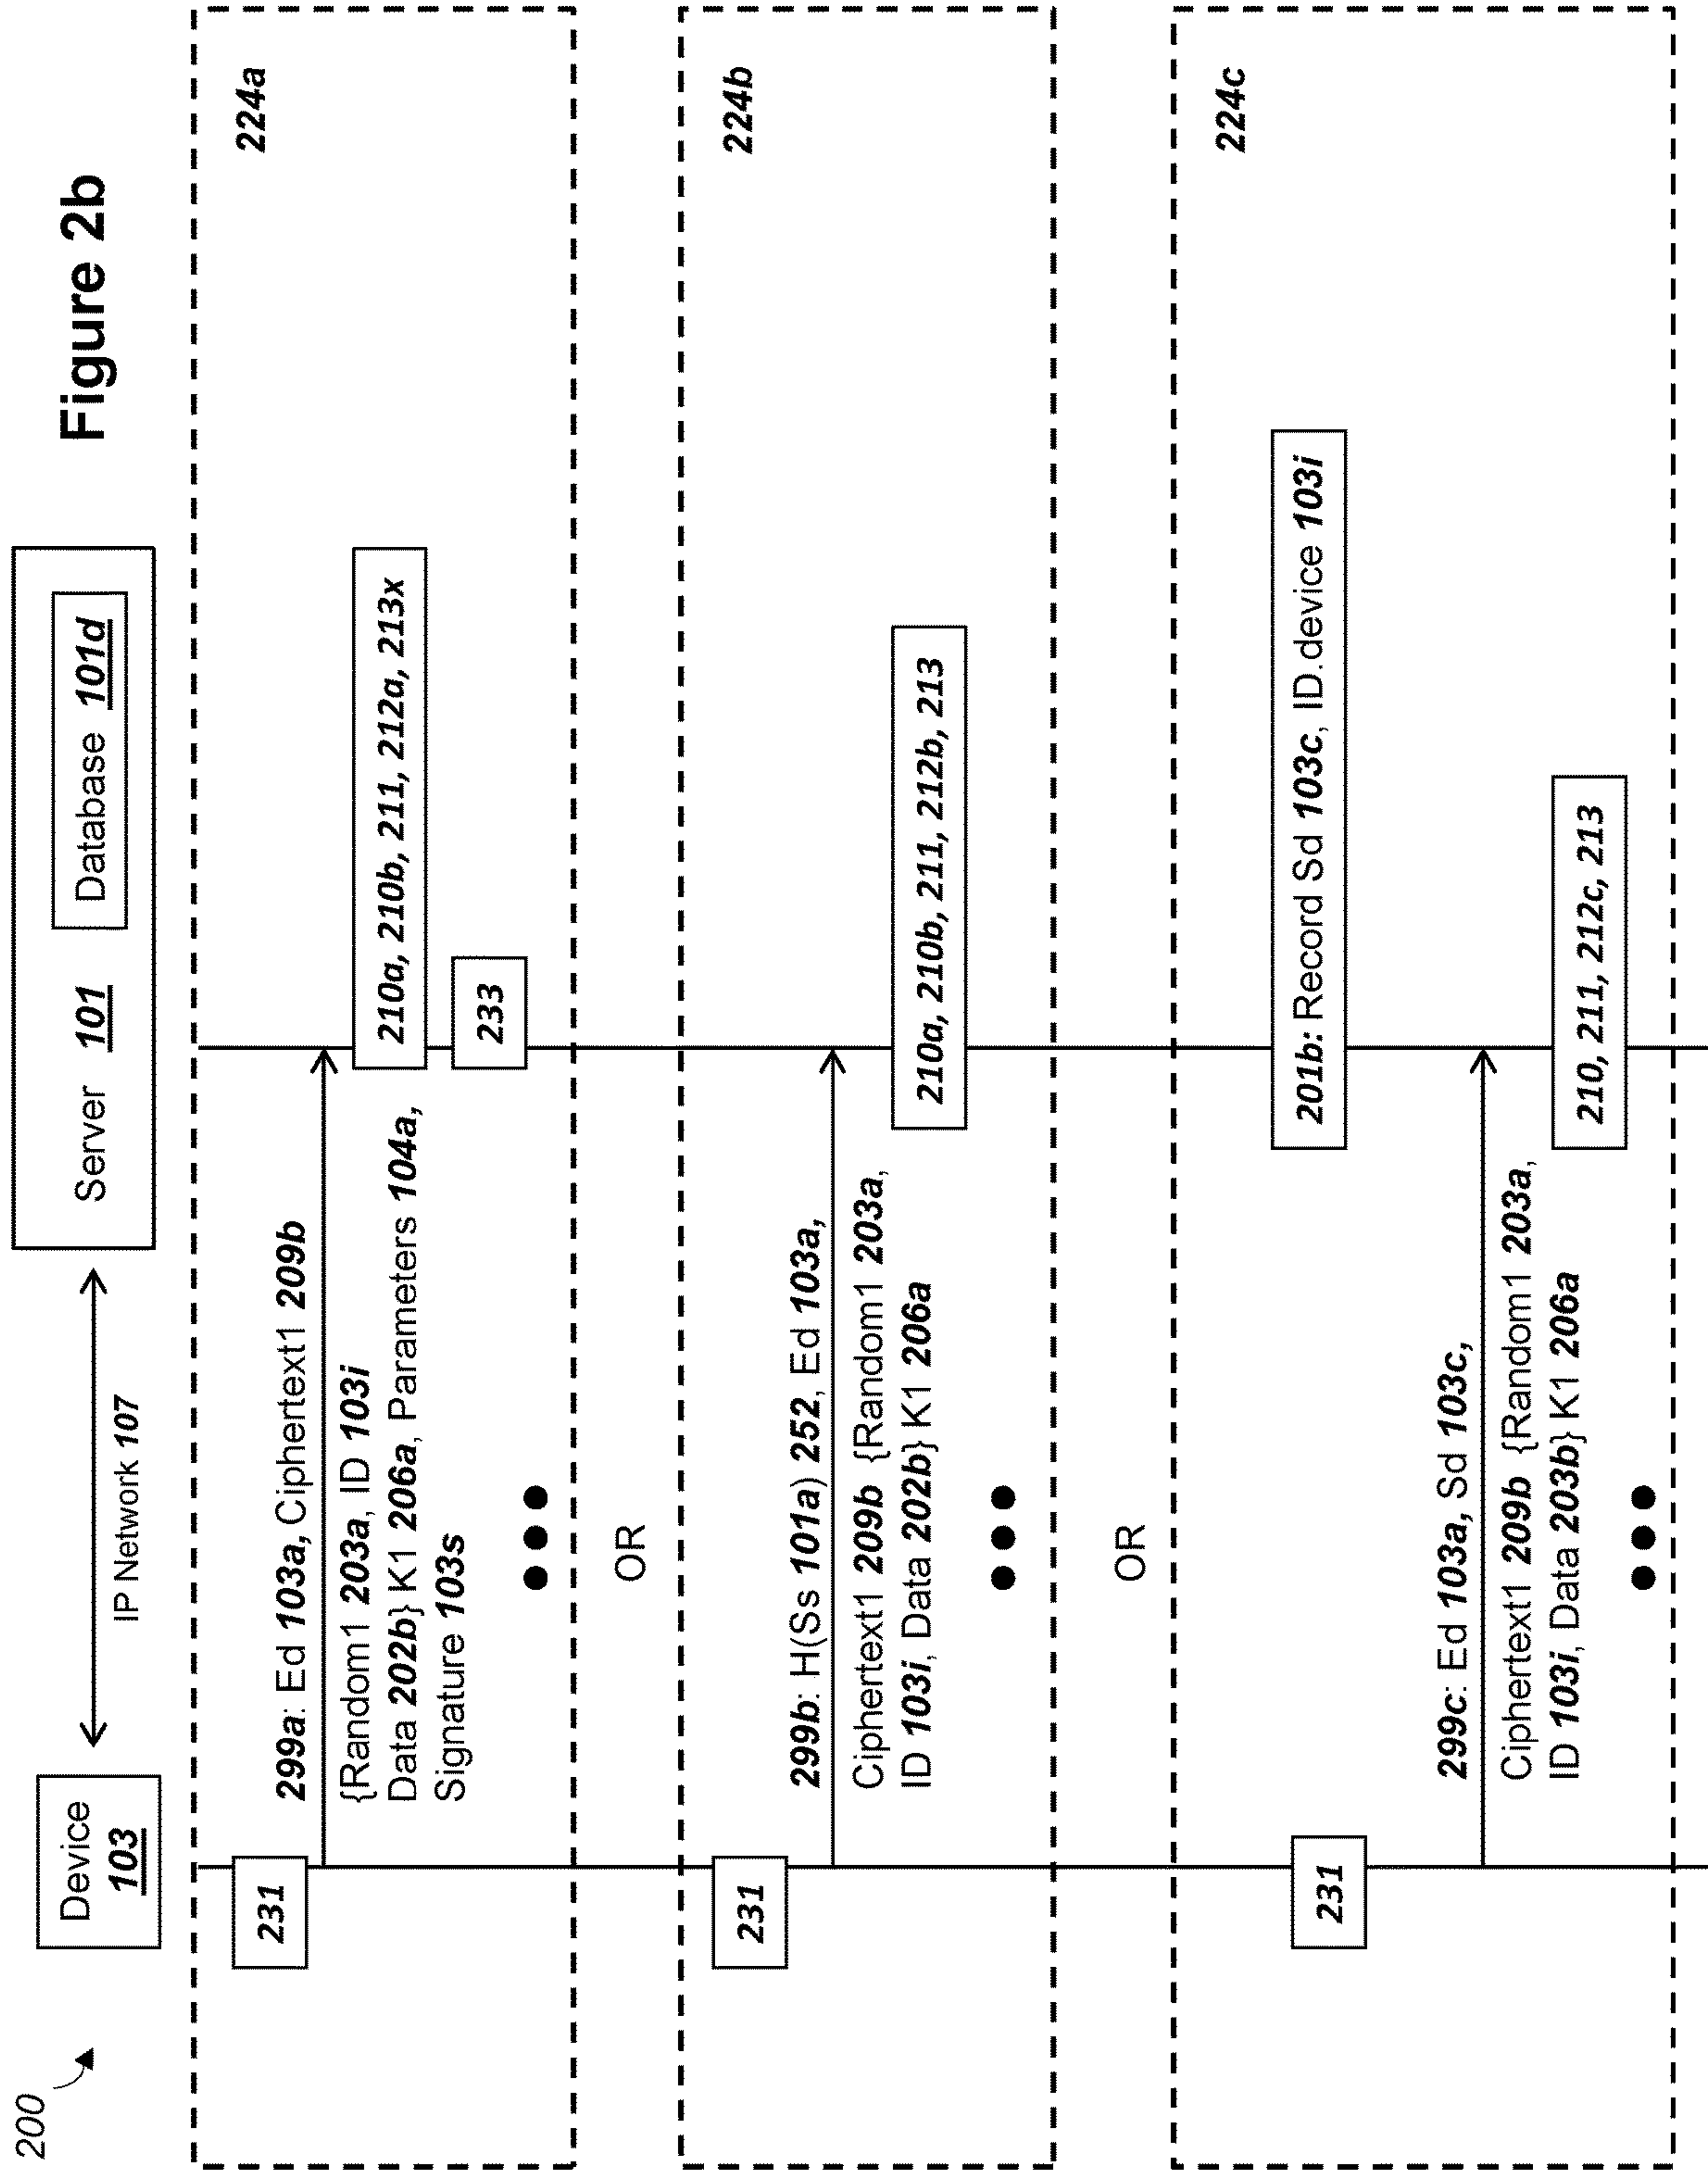 200
Figure 2b
Device
103
IP Network 107
Server 101
Database 101d
224a
231
299a: Ed 103a, Ciphertext1 209b
{Random1 203a, ID 103i
Data 202b} K1 206a, Parameters 104a,
Signature 103s
210a, 210b, 211, 212a, 213x
233
OR
224b
231
299b: H(Ss 101a) 252, Ed 103a,
Ciphertext1 209b {Random1 203a,
ID 103i, Data 202b} K1 206a
210a, 210b, 211, 212b, 213
OR
224c
201b: Record Sd 103c, ID.device 103i
231
299c: Ed 103a, Sd 103c,
Ciphertext1 209b {Random1 203a,
ID 103i, Data 203b} K1 206a
210, 211, 212c, 213